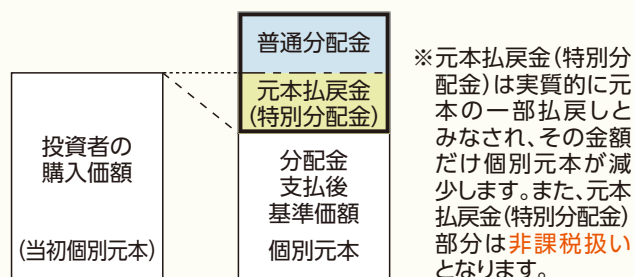 普通分配金
元本払戻金
(特別分配金)
投資者の
購入価額
(当初個別元本)
分配金
支払後
基準価額
個別元本
※元本払戻金(特別分
配金)は実質的に元
本の一部払戻しと
みなされ、その金額
だけ個別元本が減
少します。また、元本
払戻金(特別分配金)
部分は非課税扱い
となります。